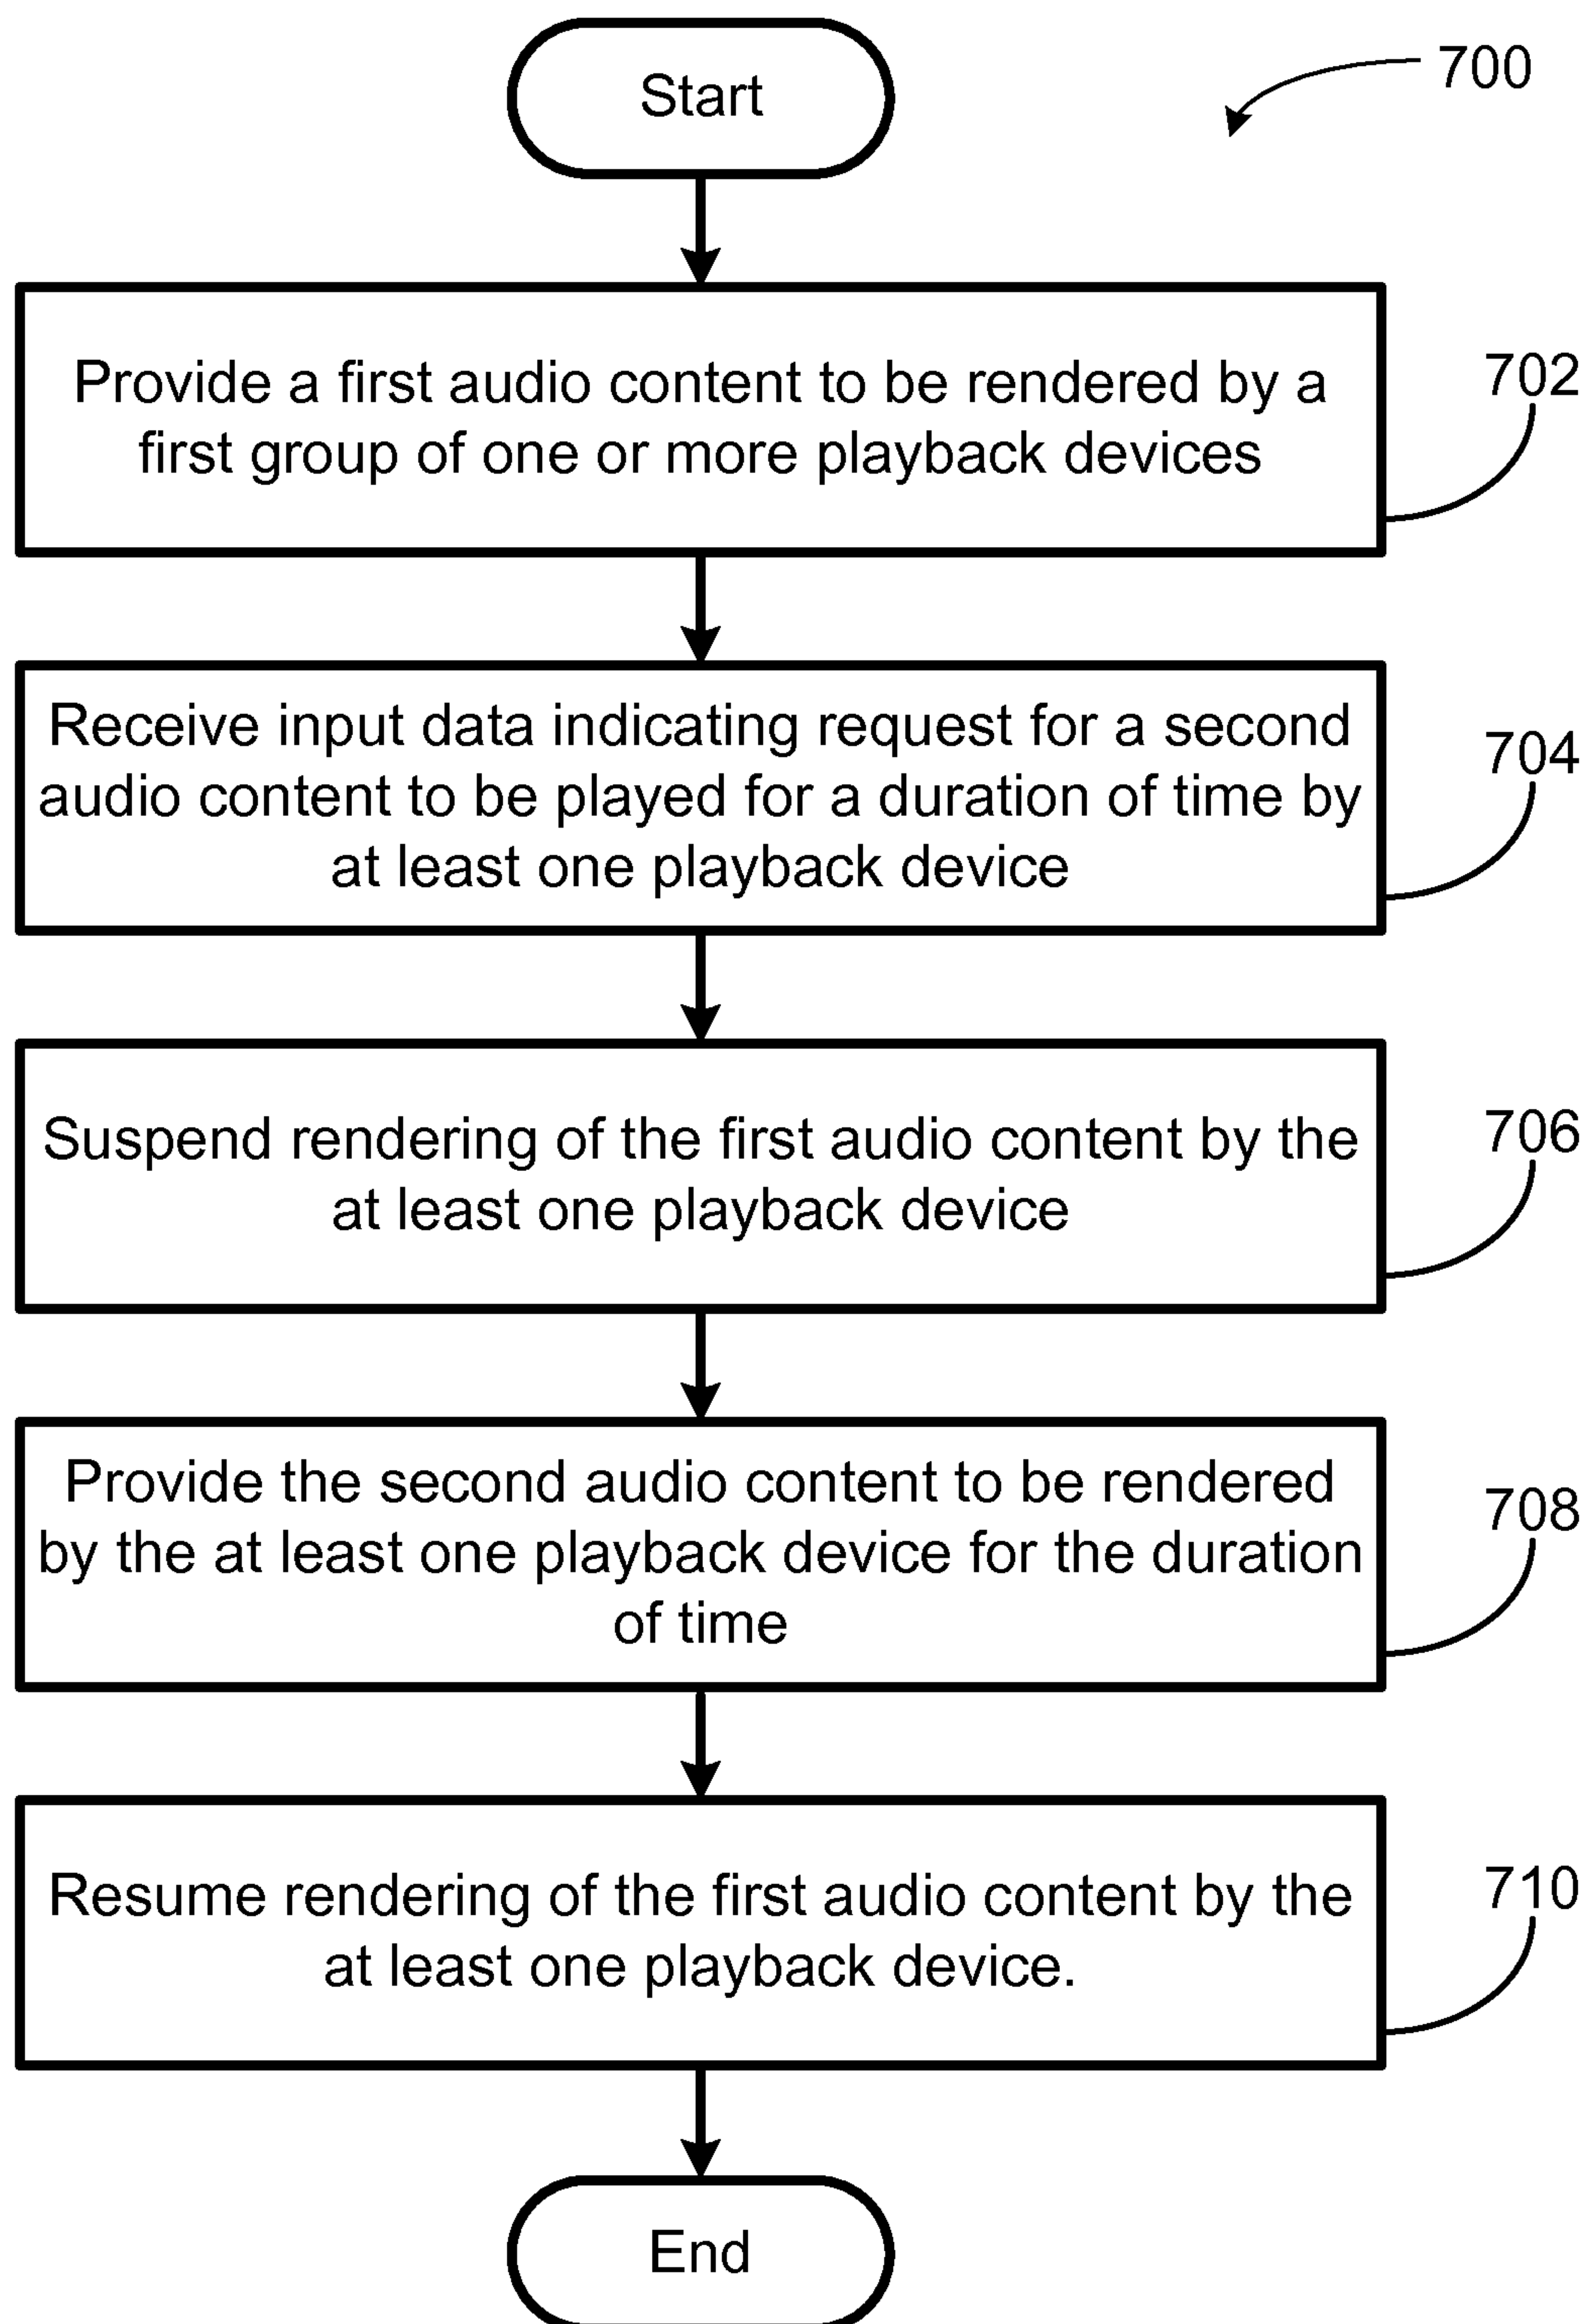 Start
700
Provide a first audio content to be rendered by a
first group of one or more playback devices
702
Receive input data indicating request for a second
audio content to be played for a duration of time by
at least one playback device
704
Suspend rendering of the first audio content by the
at least one playback device
706
Provide the second audio content to be rendered
by the at least one playback device for the duration
of time
708
Resume rendering of the first audio content by the
at least one playback device.
710
End